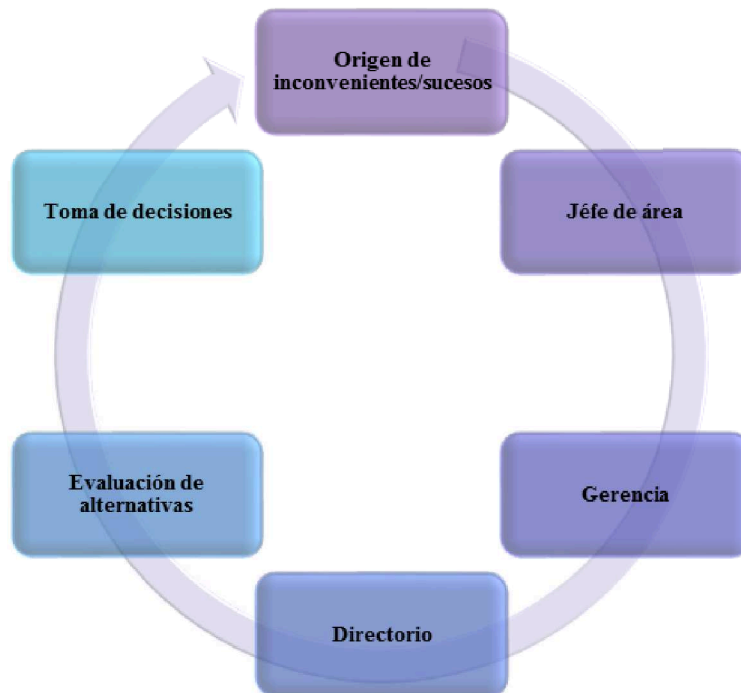 Origen de
inconvenientes/sucesos
Jéfe de área
Gerencia
Directorio
Evaluación de
alternativas
Toma de decisiones